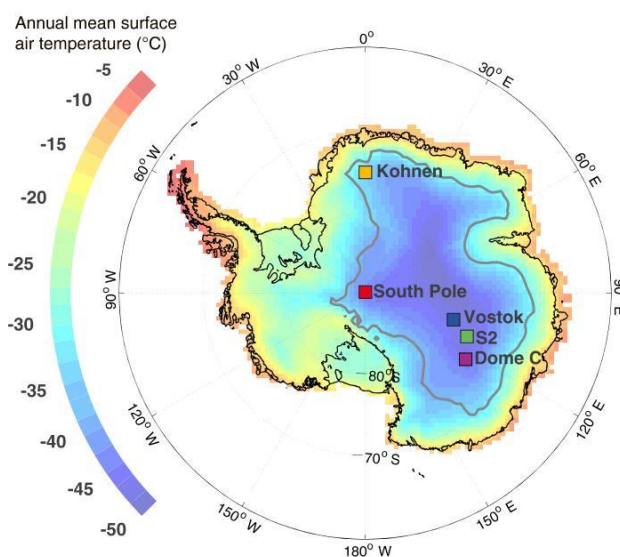 Annual mean surface
air temperature (°C)
-5
-10
-15
-20
-25
-30
-35
-40
-45
-50
0°
30° W
30° E
60° W
60° E
Kohnen
90° W
South Pole
90° E
Vostok
S2
Dome C
80° S
120° W
120° E
70° S
150° W
150° E
180° W